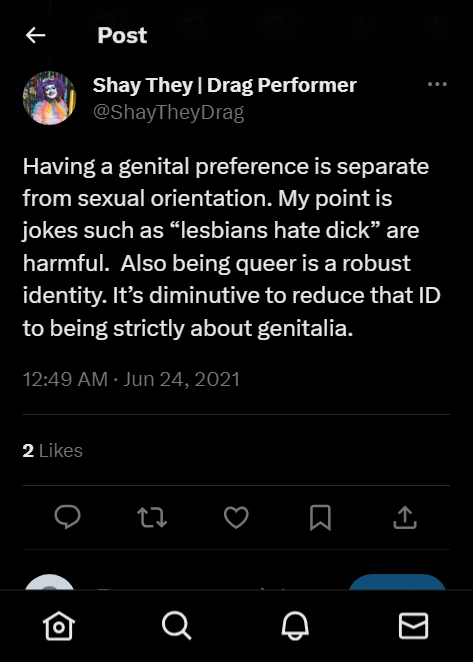 Post
Shay They | Drag Performer
@ShayTheyDrag
Having a genital preference is separate
from sexual orientation. My point is
jokes such as “lesbians hate dick” are
harmful.  Also being queer is a robust
identity. It’s diminutive to reduce that ID
to being strictly about genitalia.
12:49 AM · Jun 24, 2021
2 Likes